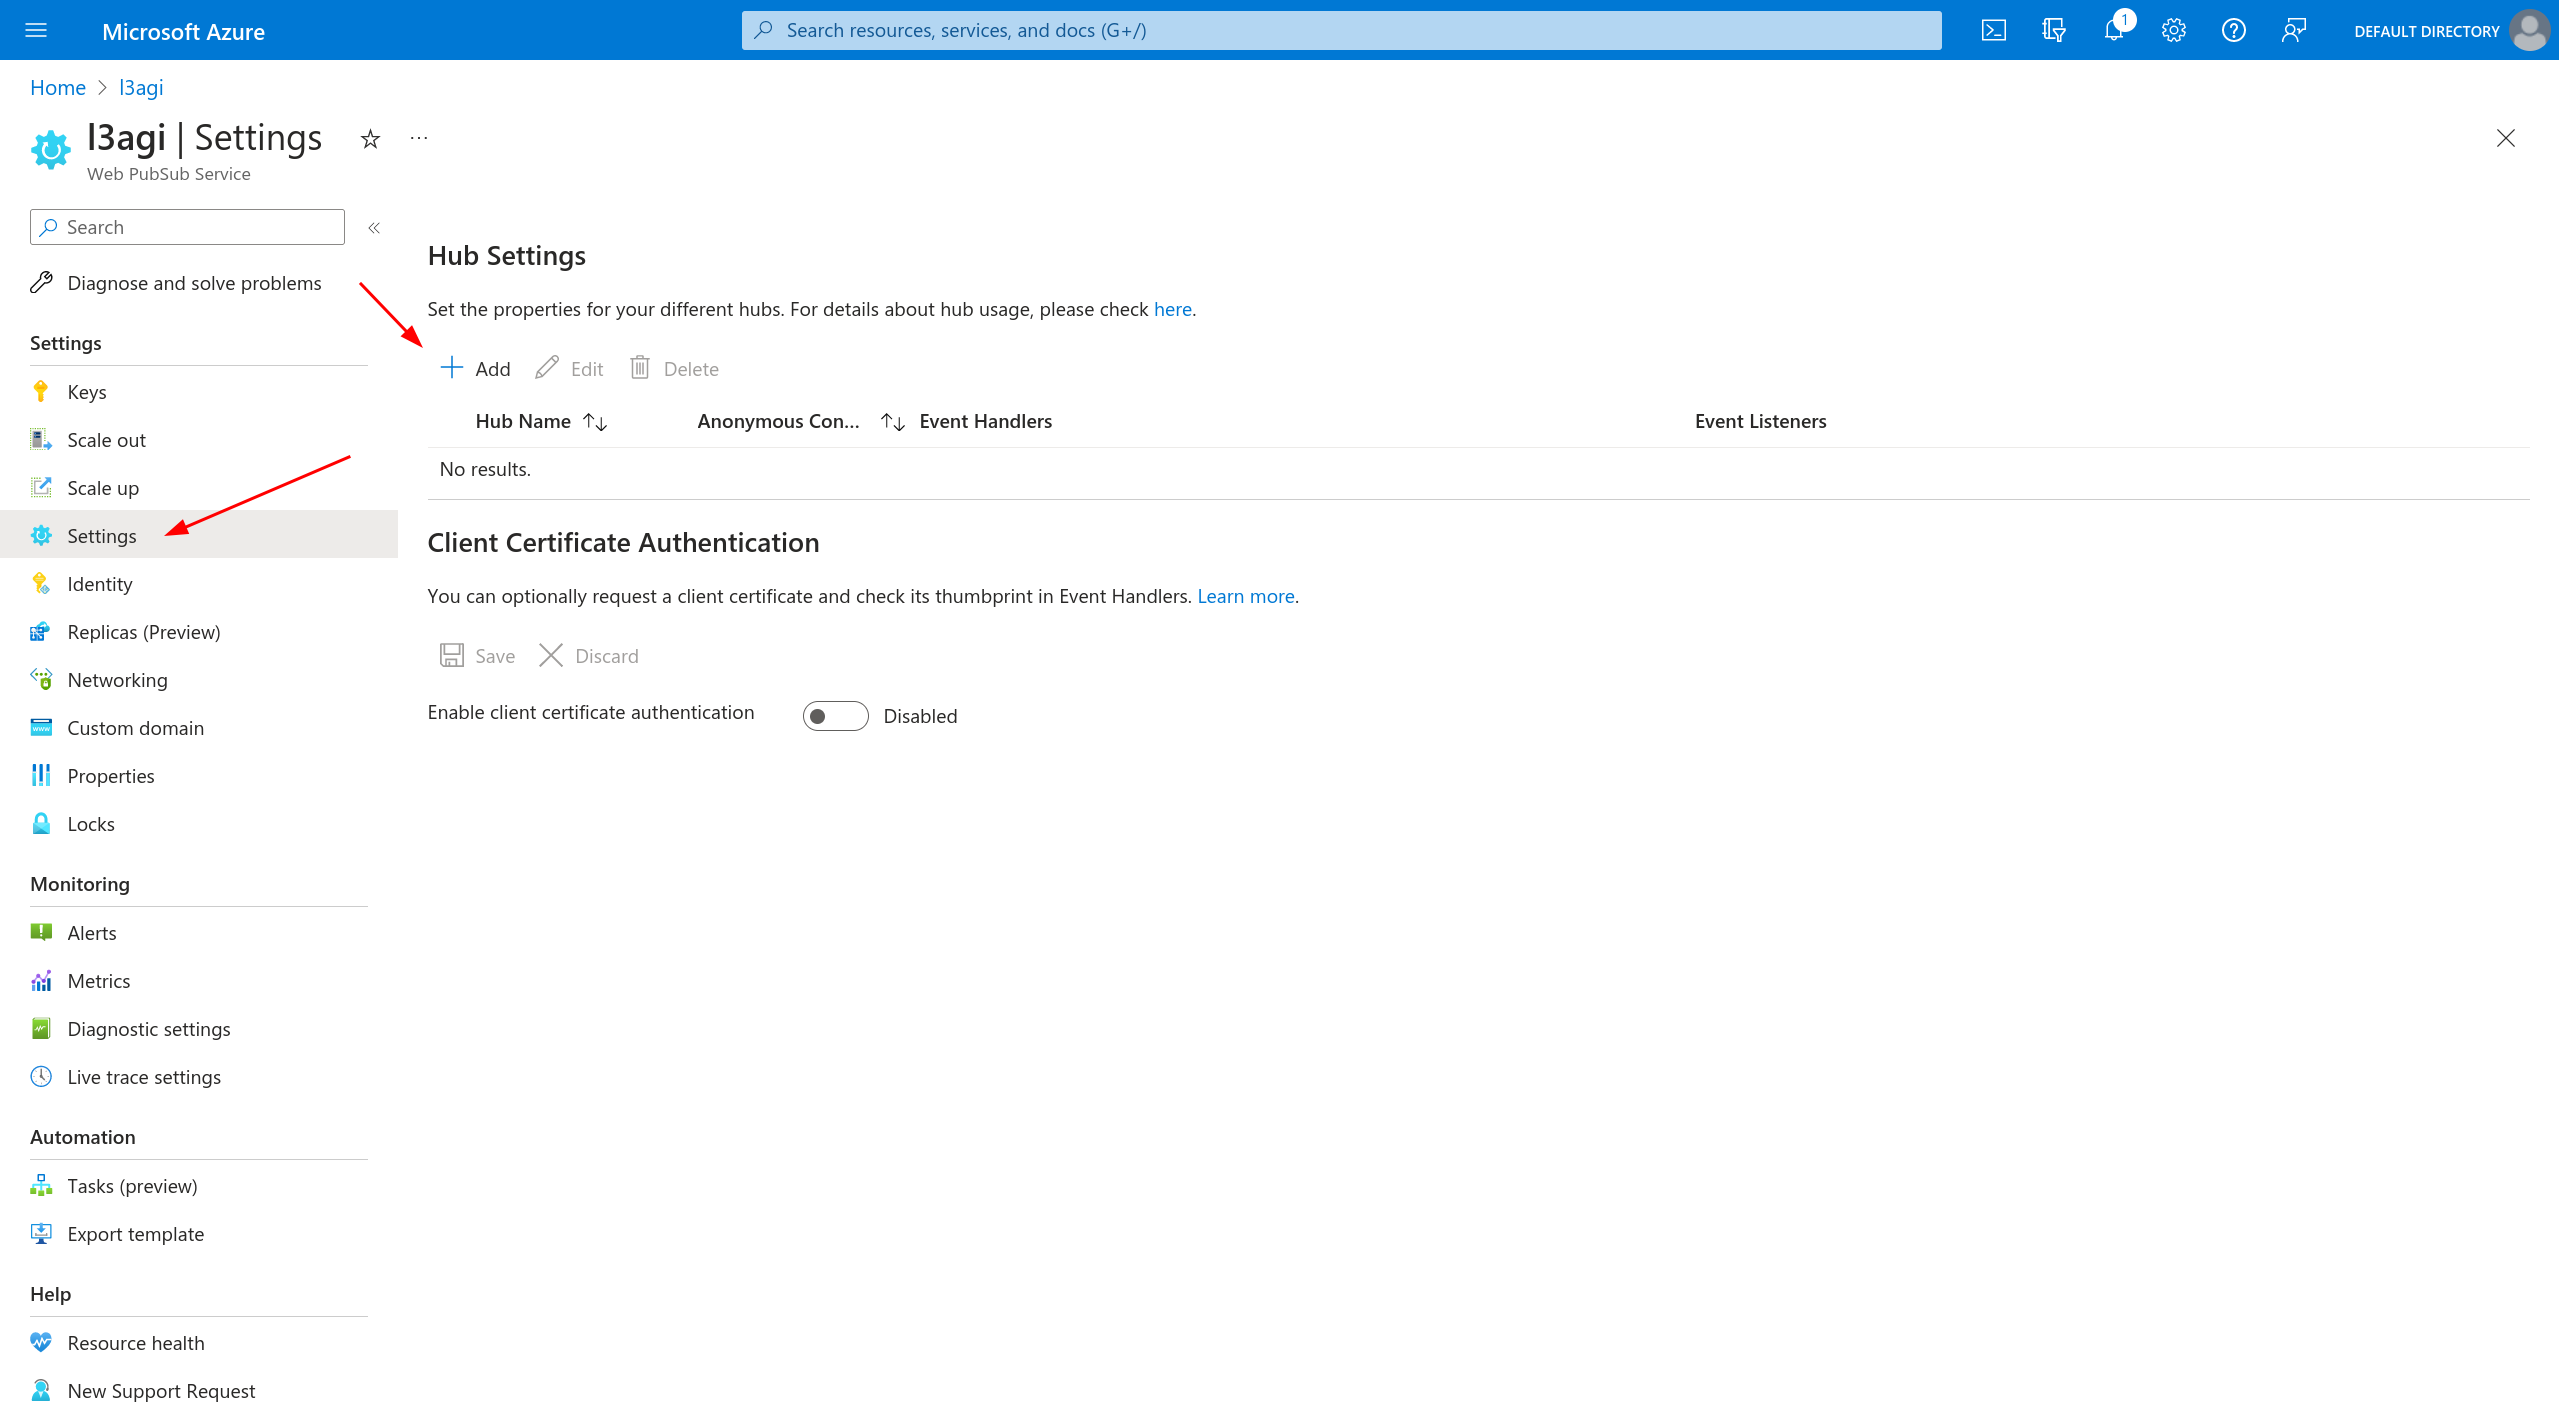 Microsoft Azure
Search resources, services, and docs (G+/)
1
DEFAULT DIRECTORY
Home > l3agi
l3agi | Settings
Web PubSub Service
Search
Diagnose and solve problems
Settings
Keys
Scale out
Scale up
Settings
Identity
Replicas (Preview)
Networking
Custom domain
Properties
Locks
Monitoring
Alerts
Metrics
Diagnostic settings
Live trace settings
Automation
Tasks (preview)
Export template
Help
Resource health
New Support Request
Hub Settings
Set the properties for your different hubs. For details about hub usage, please check here.
Add Edit Delete
Hub Name Anonymous Con... Event Handlers Event Listeners
No results.
Client Certificate Authentication
You can optionally request a client certificate and check its thumbprint in Event Handlers. Learn more.
Save Discard
Enable client certificate authentication Disabled